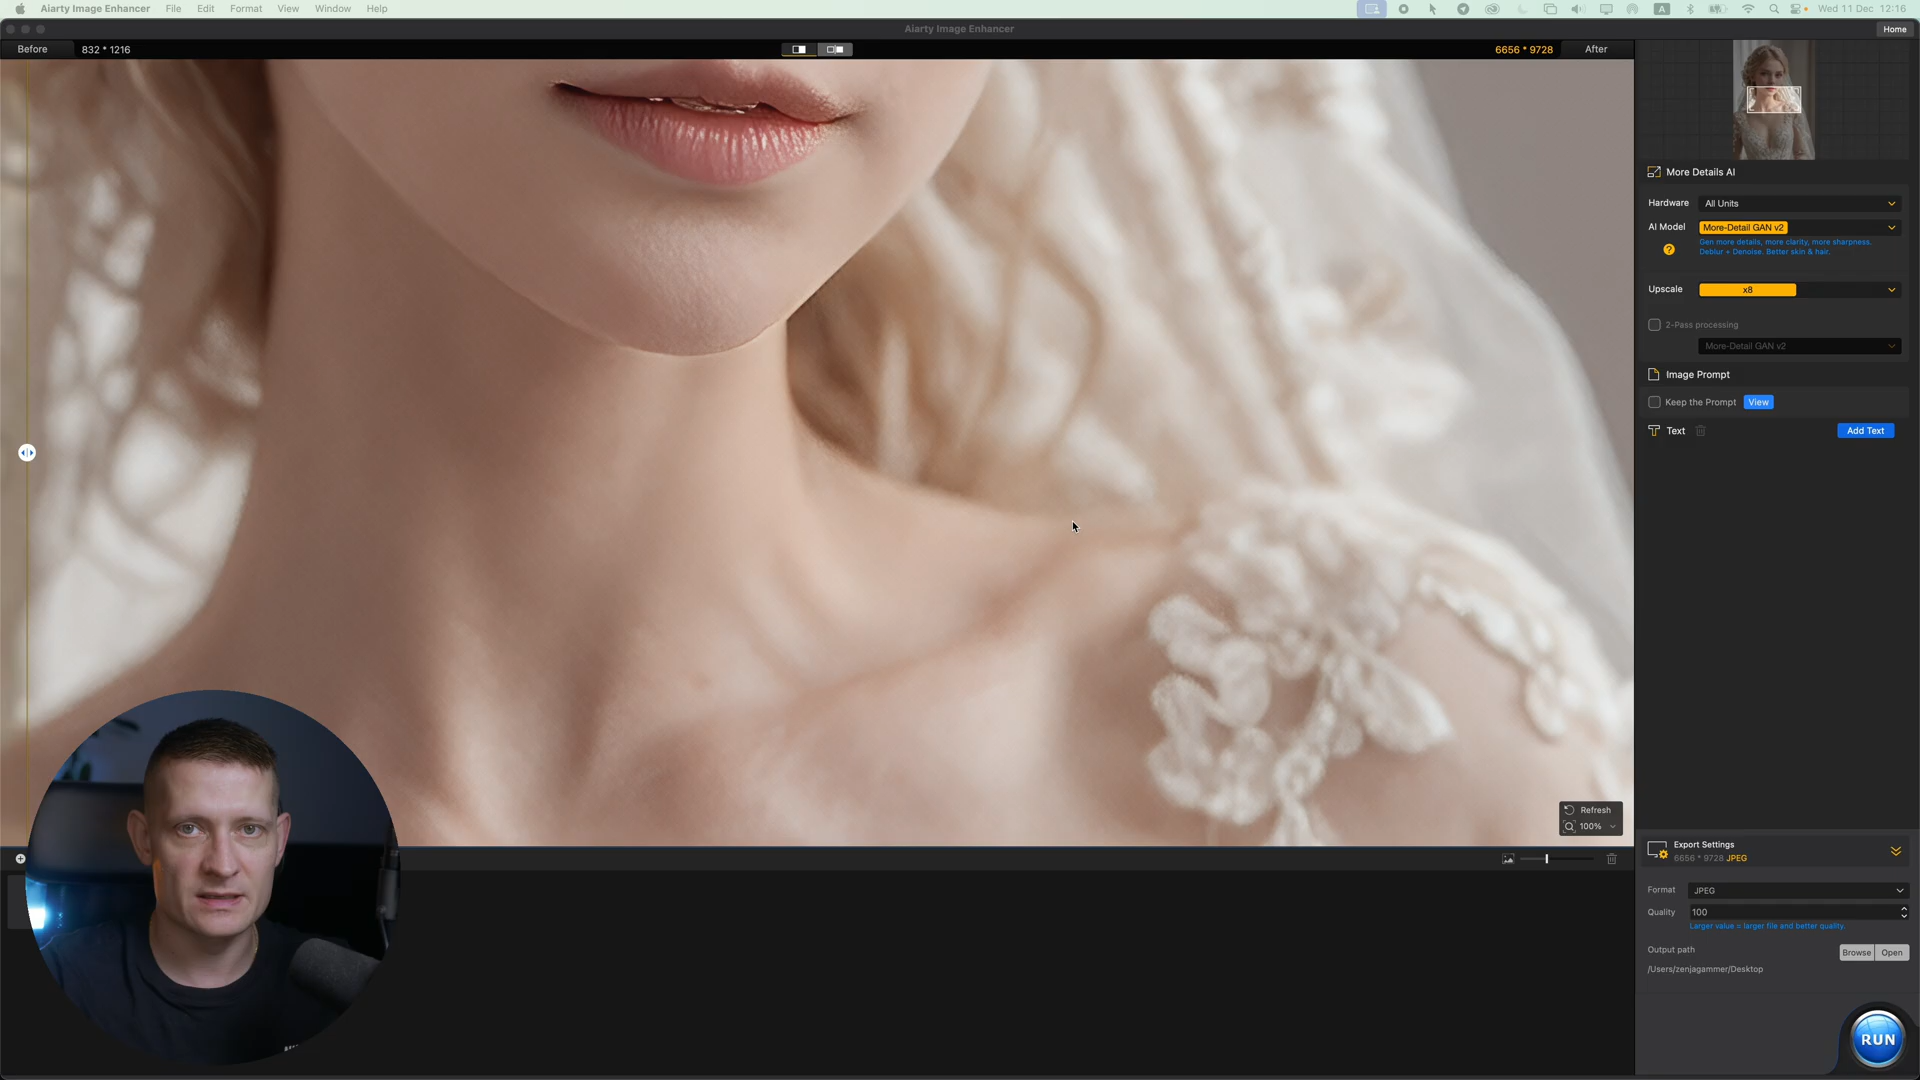 Aiarty Image Enhancer File Edit Format View Window Help
A Wed 11 Dec 12:16
Aiarty Image Enhancer
Home
Before 832 * 1216 6656 * 9728 After
More Details AI
Hardware All Units
AI Model More-Detail GAN v2
? Gen more details, more clarity, more sharpness.
Deblur + Denoise. Better skin & hair.
Upscale x8
2-Pass processing
More-Detail GAN v2
Image Prompt
Keep the Prompt View
Text Add Text
Refresh
100%
Export Settings
6656 * 9728 JPEG
Format JPEG
Quality 100
Larger value = larger file and better quality.
Output path Browse Open
/Users/zenjagammer/Desktop
RUN